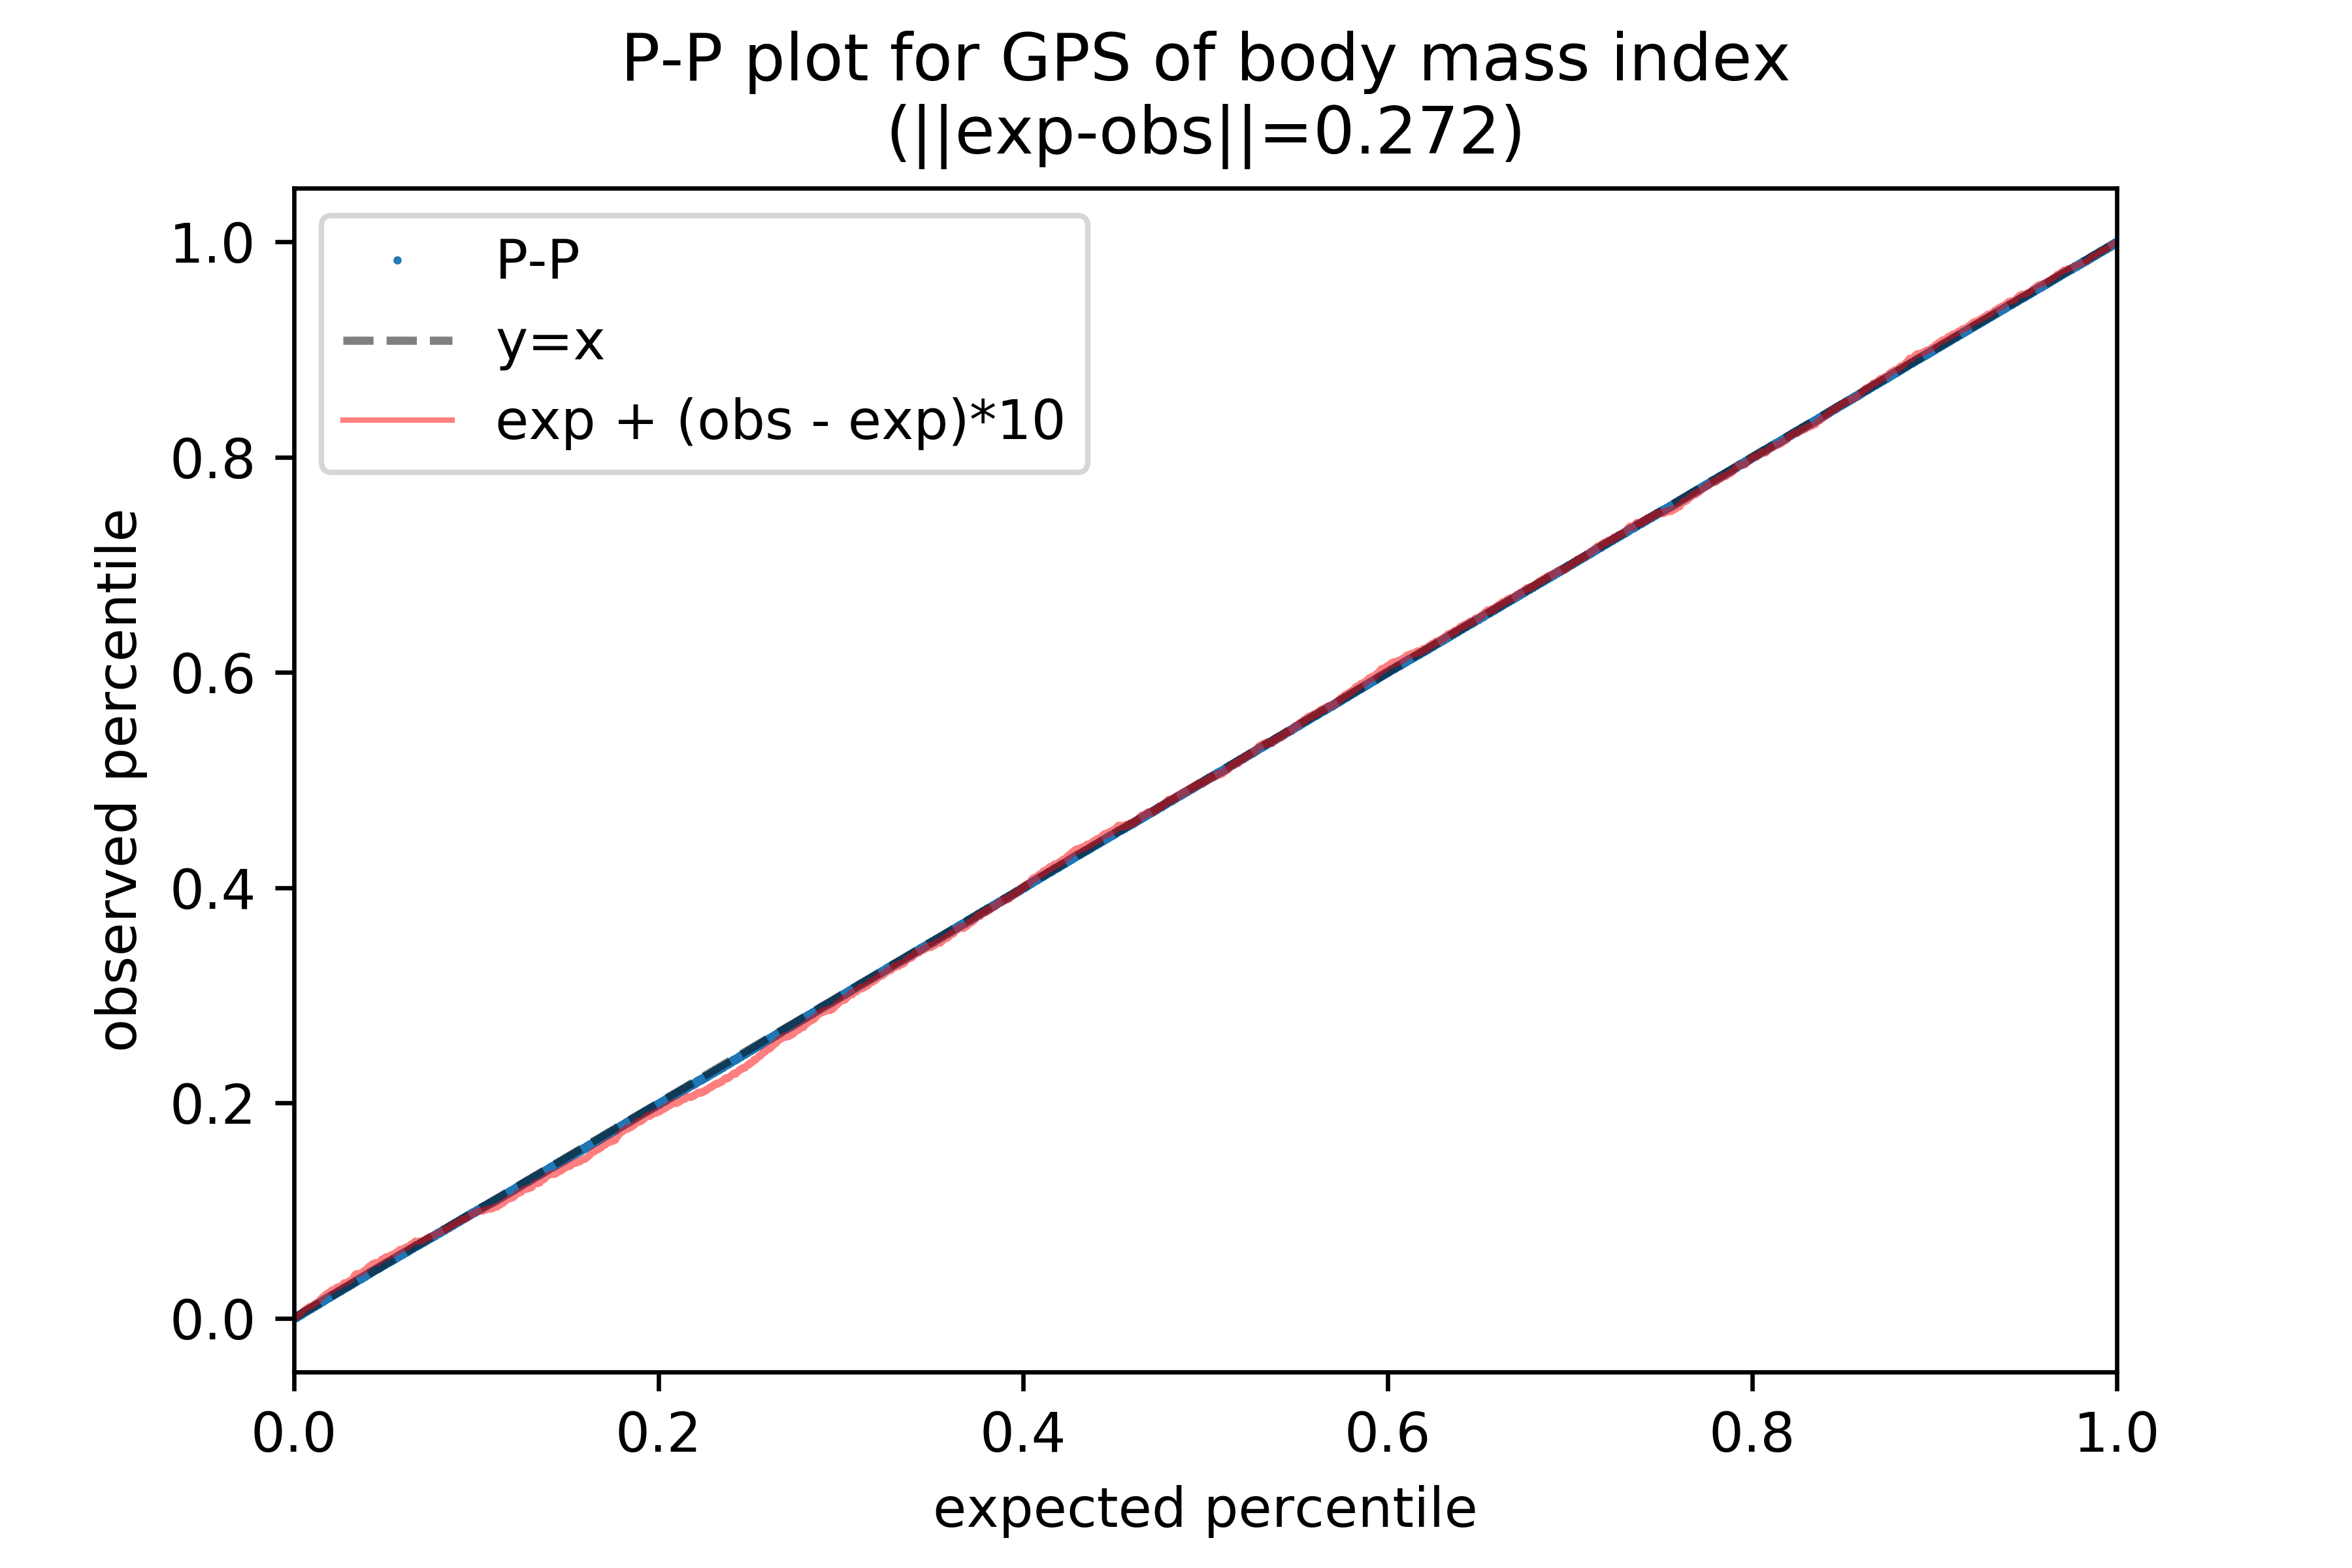 P-P plot for GPS of body mass index
(||exp-obs||=0.272)
P-P
y=x
exp + (obs - exp)*10
observed percentile
1.0
0.8
0.6
0.4
0.2
0.0
0.0 0.2 0.4 0.6 0.8 1.0
expected percentile